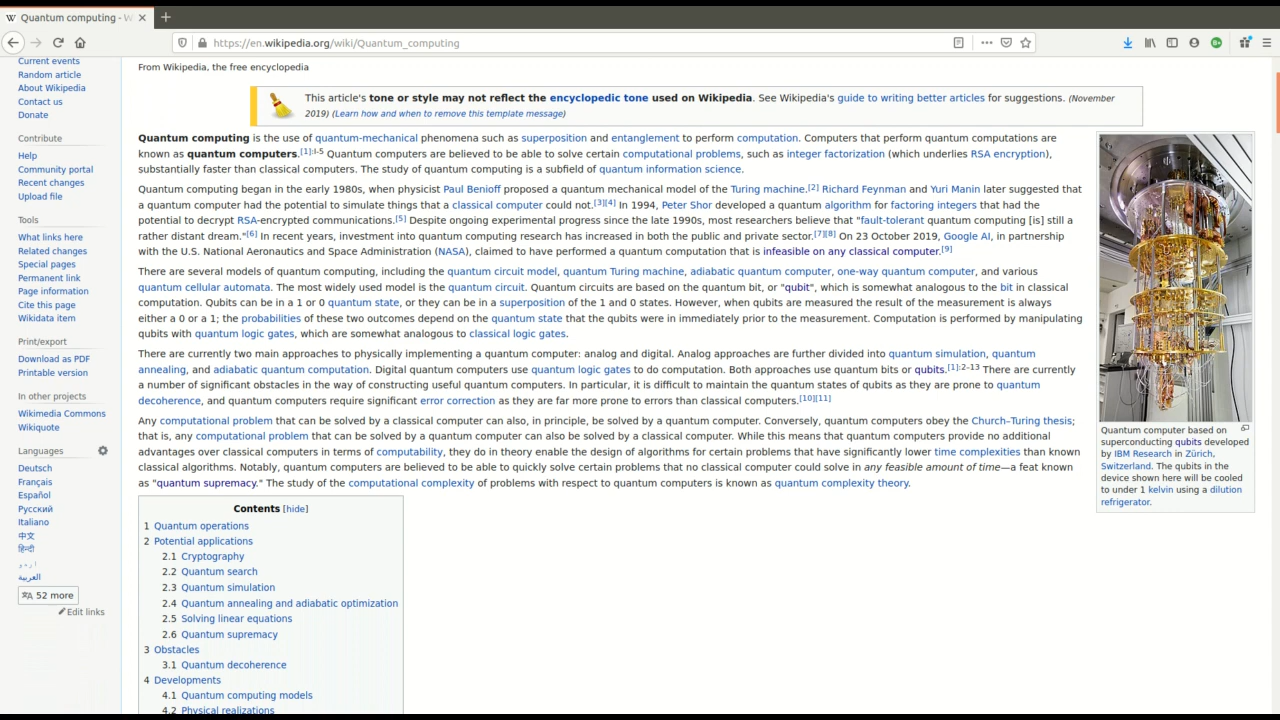 Quantum computing - W
https://en.wikipedia.org/wiki/Quantum_computing
Current events
Random article
About Wikipedia
Contact us
Donate
Contribute
Help
Community portal
Recent changes
Upload file
Tools
What links here
Related changes
Special pages
Permanent link
Page information
Cite this page
Wikidata item
Print/export
Download as PDF
Printable version
In other projects
Wikimedia Commons
Wikiquote
Languages
Deutsch
Français
Español
Русский
Italiano
中文
हिन्दी
اردو
العربية
52 more
Edit links
From Wikipedia, the free encyclopedia
This article's tone or style may not reflect the encyclopedic tone used on Wikipedia. See Wikipedia's guide to writing better articles for suggestions. (November
2019) (Learn how and when to remove this template message)
Quantum computing is the use of quantum-mechanical phenomena such as superposition and entanglement to perform computation. Computers that perform quantum computations are
known as quantum computers.[1]:I-5 Quantum computers are believed to be able to solve certain computational problems, such as integer factorization (which underlies RSA encryption),
substantially faster than classical computers. The study of quantum computing is a subfield of quantum information science.
Quantum computing began in the early 1980s, when physicist Paul Benioff proposed a quantum mechanical model of the Turing machine.[2] Richard Feynman and Yuri Manin later suggested that
a quantum computer had the potential to simulate things that a classical computer could not.[3][4] In 1994, Peter Shor developed a quantum algorithm for factoring integers that had the
potential to decrypt RSA-encrypted communications.[5] Despite ongoing experimental progress since the late 1990s, most researchers believe that "fault-tolerant quantum computing [is] still a
rather distant dream."[6] In recent years, investment into quantum computing research has increased in both the public and private sector.[7][8] On 23 October 2019, Google AI, in partnership
with the U.S. National Aeronautics and Space Administration (NASA), claimed to have performed a quantum computation that is infeasible on any classical computer.[9]
There are several models of quantum computing, including the quantum circuit model, quantum Turing machine, adiabatic quantum computer, one-way quantum computer, and various
quantum cellular automata. The most widely used model is the quantum circuit. Quantum circuits are based on the quantum bit, or "qubit", which is somewhat analogous to the bit in classical
computation. Qubits can be in a 1 or 0 quantum state, or they can be in a superposition of the 1 and 0 states. However, when qubits are measured the result of the measurement is always
either a 0 or a 1; the probabilities of these two outcomes depend on the quantum state that the qubits were in immediately prior to the measurement. Computation is performed by manipulating
qubits with quantum logic gates, which are somewhat analogous to classical logic gates.
There are currently two main approaches to physically implementing a quantum computer: analog and digital. Analog approaches are further divided into quantum simulation, quantum
annealing, and adiabatic quantum computation. Digital quantum computers use quantum logic gates to do computation. Both approaches use quantum bits or qubits.[1]:2–13 There are currently
a number of significant obstacles in the way of constructing useful quantum computers. In particular, it is difficult to maintain the quantum states of qubits as they are prone to quantum
decoherence, and quantum computers require significant error correction as they are far more prone to errors than classical computers.[10][11]
Any computational problem that can be solved by a classical computer can also, in principle, be solved by a quantum computer. Conversely, quantum computers obey the Church–Turing thesis;
that is, any computational problem that can be solved by a quantum computer can also be solved by a classical computer. While this means that quantum computers provide no additional
advantages over classical computers in terms of computability, they do in theory enable the design of algorithms for certain problems that have significantly lower time complexities than known
classical algorithms. Notably, quantum computers are believed to be able to quickly solve certain problems that no classical computer could solve in any feasible amount of time—a feat known
as "quantum supremacy." The study of the computational complexity of problems with respect to quantum computers is known as quantum complexity theory.
Contents [hide]
1 Quantum operations
2 Potential applications
2.1 Cryptography
2.2 Quantum search
2.3 Quantum simulation
2.4 Quantum annealing and adiabatic optimization
2.5 Solving linear equations
2.6 Quantum supremacy
3 Obstacles
3.1 Quantum decoherence
4 Developments
4.1 Quantum computing models
4.2 Physical realizations
Quantum computer based on
superconducting qubits developed
by IBM Research in Zürich,
Switzerland. The qubits in the
device shown here will be cooled
to under 1 kelvin using a dilution
refrigerator.